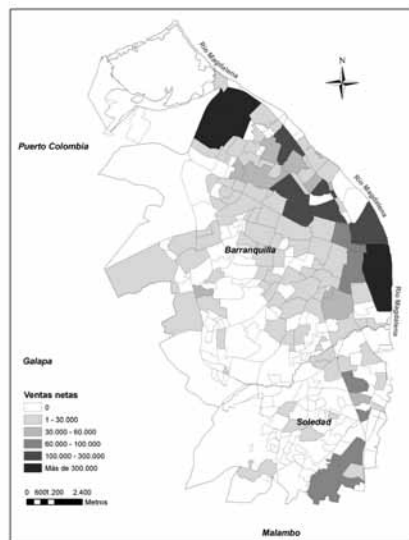 Río Magdalena
N
Puerto Colombia
Río Magdalena
Barranquilla
Río Magdalena
Galapa
Ventas netas
0
1 - 30.000
30.000 - 60.000
60.000 - 100.000
100.000 - 300.000
Más de 300.000
Soledad
0 600 1.200 2.400
Metros
Malambo